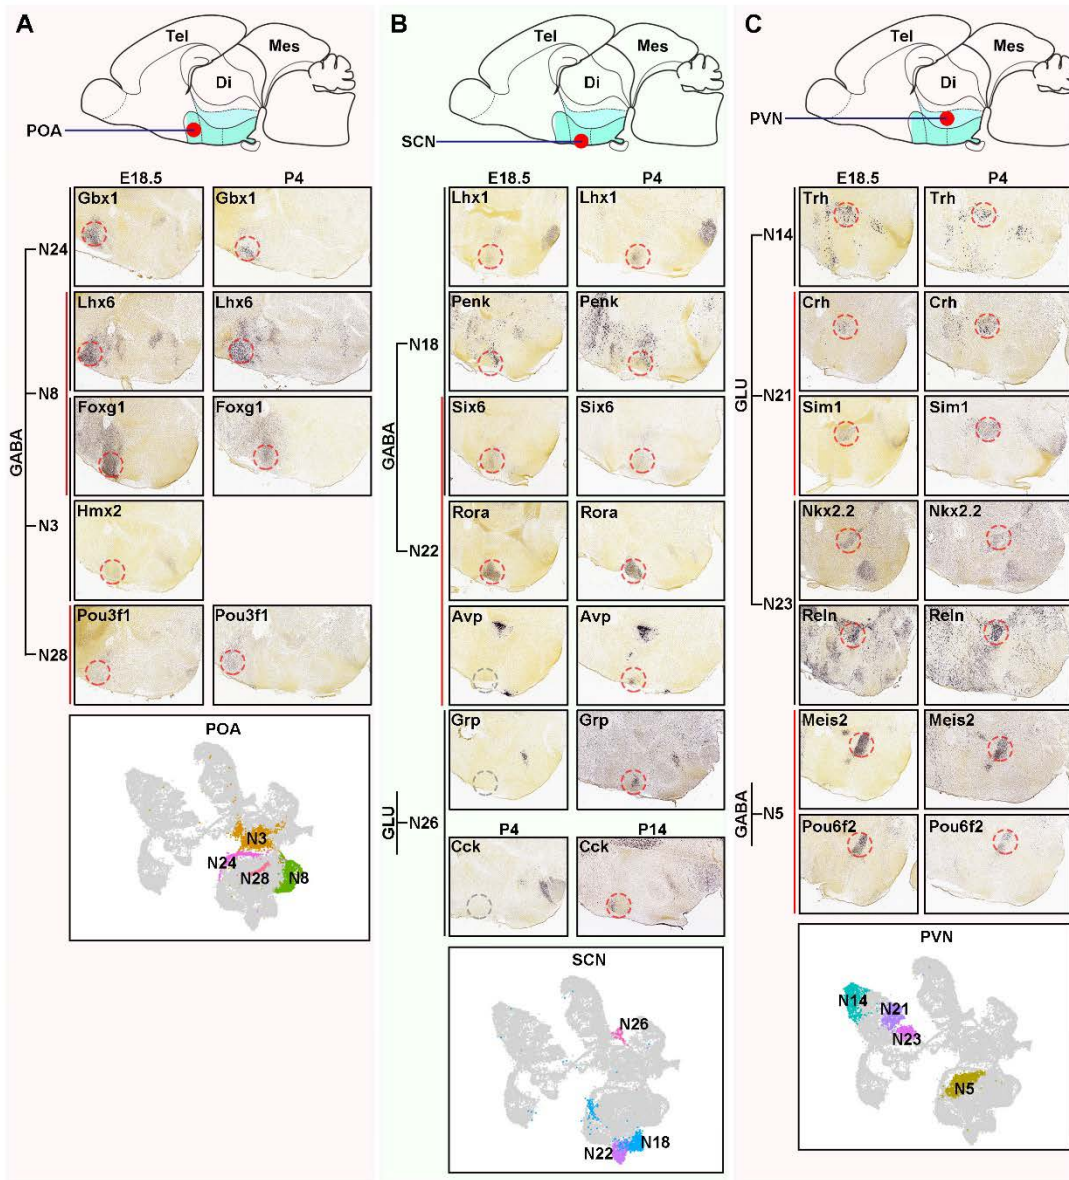 A
Tel
Mes
Di
POA
E18.5 P4
Gbx1 Gbx1
N24
Lhx6 Lhx6
N8
Foxg1 Foxg1
GABA
N3
Hmx2
Pou3f1 Pou3f1
N28
POA
N3
N24
N28 N8
B
Tel
Mes
Di
SCN
E18.5 P4
Lhx1 Lhx1
Penk Penk
N18
GABA
Six6 Six6
Rora Rora
N22
Avp Avp
Grp Grp
GLU
N26
P4 P14
Cck Cck
SCN
N26
N18
N22
C
Tel
Mes
Di
PVN
E18.5 P4
Trh Trh
N14
Crh Crh
GLU
N21
Sim1 Sim1
Nkx2.2 Nkx2.2
N23
Reln Reln
Meis2 Meis2
GABA
N5
Pou6f2 Pou6f2
PVN
N14
N21
N23
N5